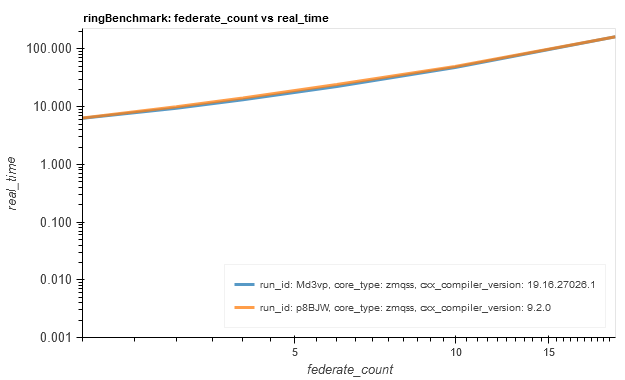 ringBenchmark: federate_count vs real_time
100.000
10.000
1.000
0.100
0.010
0.001
real_time
run_id: Md3vp, core_type: zmqss, cxx_compiler_version: 19.16.27026.1
run_id: p8BJW, core_type: zmqss, cxx_compiler_version: 9.2.0
5
10
15
federate_count